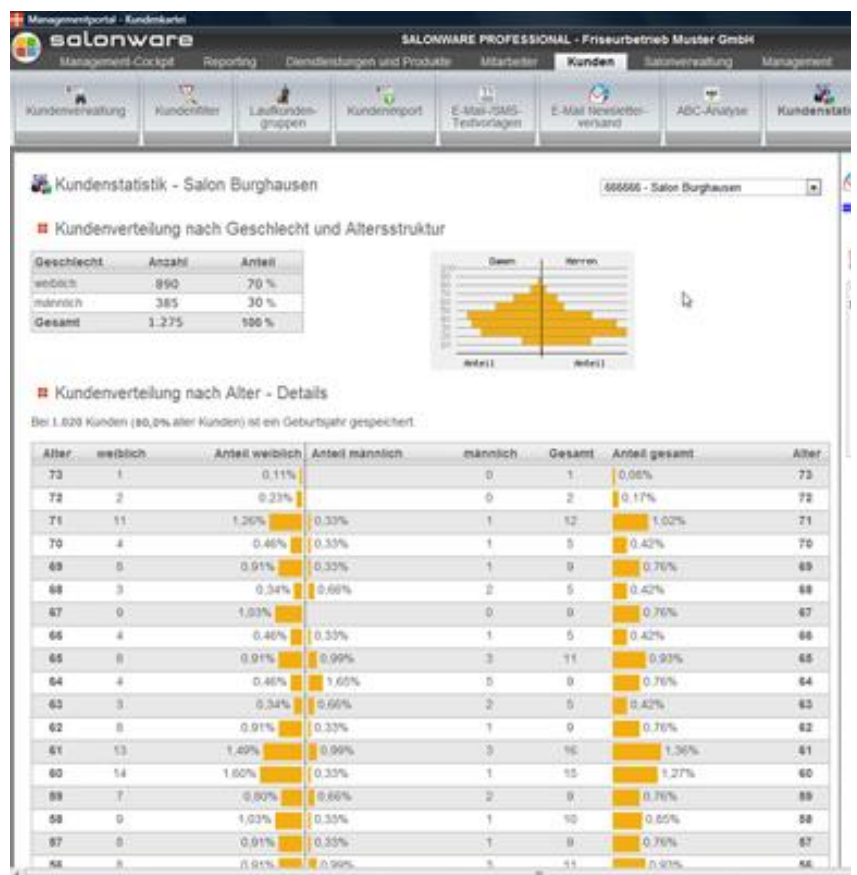 Managementportal - Kundenkartei
salonware
SALONWARE PROFESSIONAL - Friseurbetrieb Muster GmbH
Management-Cockpit Reporting Dienstleistungen und Produkte Mitarbeiter Kunden Salonverwaltung Management
Kundenverwaltung Kundenfilter Laufkunden-gruppen Kundenimport E-Mail-/SMS-Textvorlagen E-Mail Newsletter-versand ABC-Analyse Kundenstati
Kundenstatistik - Salon Burghausen
666666 - Salon Burghausen
Kundenverteilung nach Geschlecht und Altersstruktur
Geschlecht Anzahl Anteil
weiblich 890 70 %
männlich 385 30 %
Gesamt 1.275 100 %
Damen Herren
Anteil Anteil
Kundenverteilung nach Alter - Details
Bei 1.020 Kunden (80,0% aller Kunden) ist ein Geburtsjahr gespeichert
Alter weiblich Anteil weiblich Anteil männlich männlich Gesamt Anteil gesamt Alter
73 1 0,11% 0 1 0,08% 73
72 2 0,23% 0 2 0,17% 72
71 11 1,26% 0,33% 1 12 1,02% 71
70 4 0,46% 0,33% 1 5 0,42% 70
69 0,91% 0,33% 1 9 0,76% 69
68 3 0,34% 0,66% 2 5 0,42% 68
67 1,03% 0 0,76% 67
66 4 0,46% 0,33% 1 5 0,42% 66
65 0,91% 0,99% 3 11 0,93% 65
64 4 0,46% 1,65% 5 9 0,76% 64
63 3 0,34% 0,66% 2 5 0,42% 63
62 0,91% 0,33% 1 9 0,76% 62
61 13 1,49% 0,99% 3 16 1,36% 61
60 14 1,60% 0,33% 1 15 1,27% 60
59 7 0,80% 0,66% 2 9 0,76% 59
58 9 1,03% 0,33% 1 10 0,85% 58
57 0,91% 0,33% 1 9 0,76% 57
56 0,91% 0,99% 3 11 0,93% 56